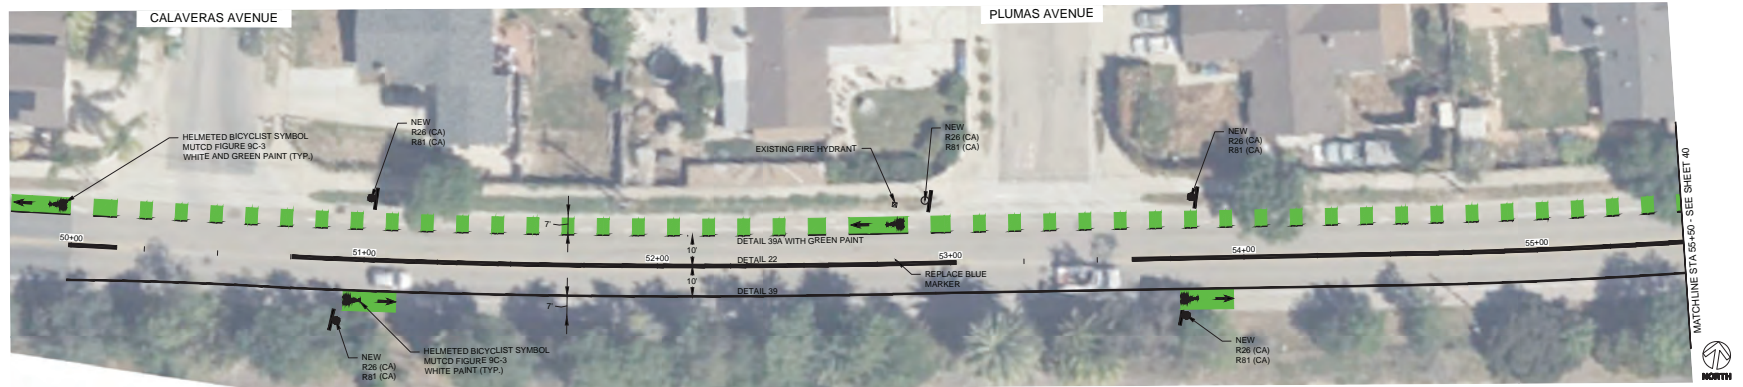 CALAVERAS AVENUE
PLUMAS AVENUE
HELMETED BICYCLIST SYMBOL
MUTCD FIGURE 9C-3
WHITE AND GREEN PAINT (TYP.)
NEW
R26 (CA)
R81 (CA)
EXISTING FIRE HYDRANT
NEW
R26 (CA)
R81 (CA)
NEW
R26 (CA)
R81 (CA)
MATCHLINE STA 55+50 - SEE SHEET 40
50+00
51+00
52+00
53+00
54+00
55+00
7'
10'
DETAIL 39A WITH GREEN PAINT
DETAIL 22
REPLACE BLUE
MARKER
10'
DETAIL 39
7'
NEW
R26 (CA)
R81 (CA)
HELMETED BICYCLIST SYMBOL
MUTCD FIGURE 9C-3
WHITE PAINT (TYP.)
NEW
R26 (CA)
R81 (CA)
NORTH